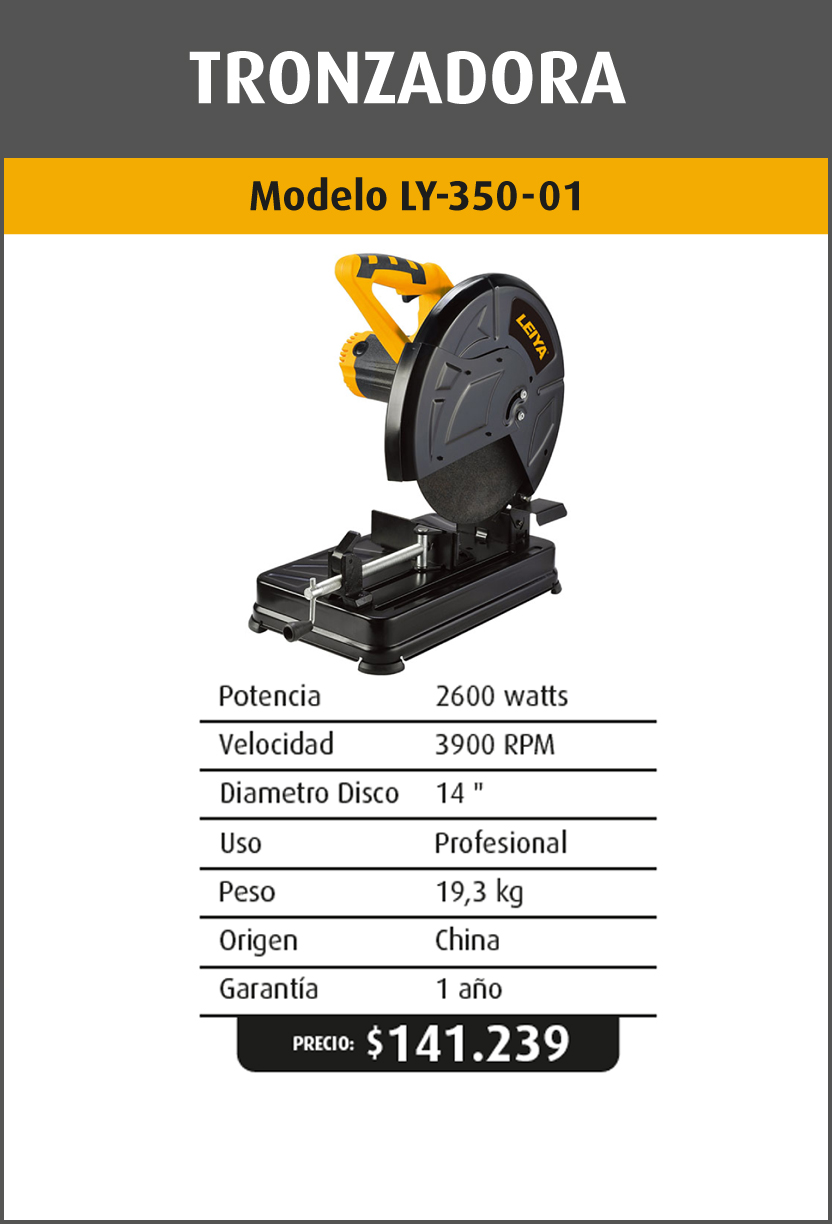 TRONZADORA
Modelo LY-350-01
LEIYA
Potencia 2600 watts
Velocidad 3900 RPM
Diametro Disco 14 "
Uso Profesional
Peso 19,3 kg
Origen China
Garantía 1 año
PRECIO: $141.239